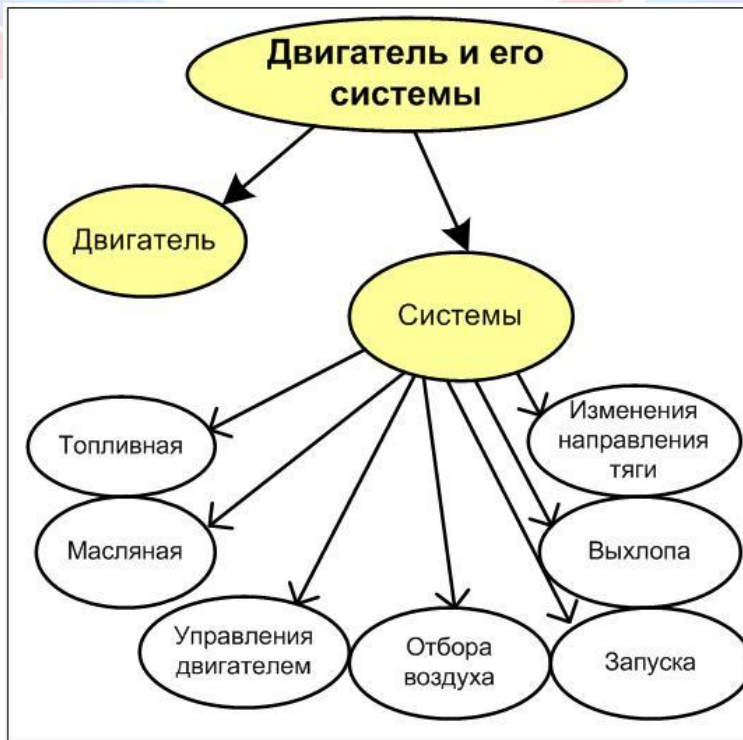 Двигатель и его
системы
Двигатель
Системы
Топливная
Масляная
Управления
двигателем
Отбора
воздуха
Запуска
Выхлопа
Изменения
направления
тяги